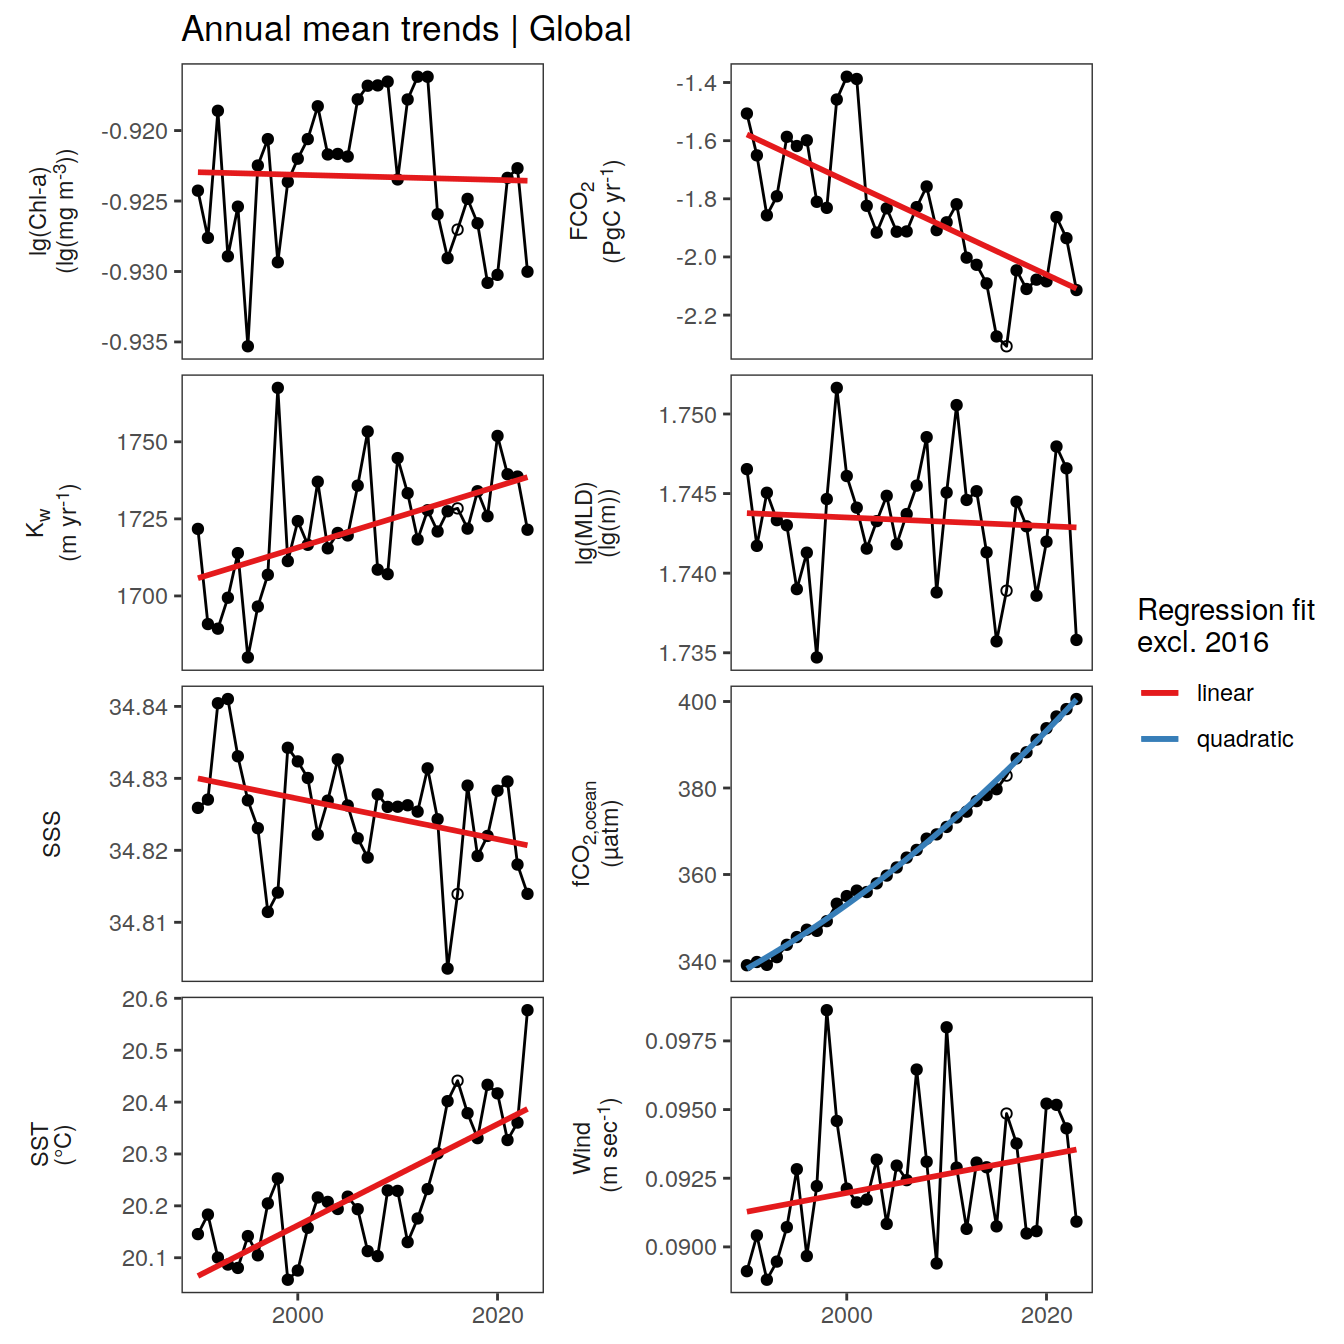 Annual mean trends | Global
lg(Chl-a)
(lg(mg m⁻³))
-0.920
-0.925
-0.930
-0.935
FCO₂
(PgC yr⁻¹)
-1.4
-1.6
-1.8
-2.0
-2.2
K_w
(m yr⁻¹)
1750
1725
1700
lg(MLD)
(lg(m))
1.750
1.745
1.740
1.735
SSS
34.84
34.83
34.82
34.81
fCO₂,ocean
(µatm)
400
380
360
340
SST
(°C)
20.6
20.5
20.4
20.3
20.2
20.1
2000
2020
Wind
(m sec⁻¹)
0.0975
0.0950
0.0925
0.0900
2000
2020
Regression fit
excl. 2016
linear
quadratic